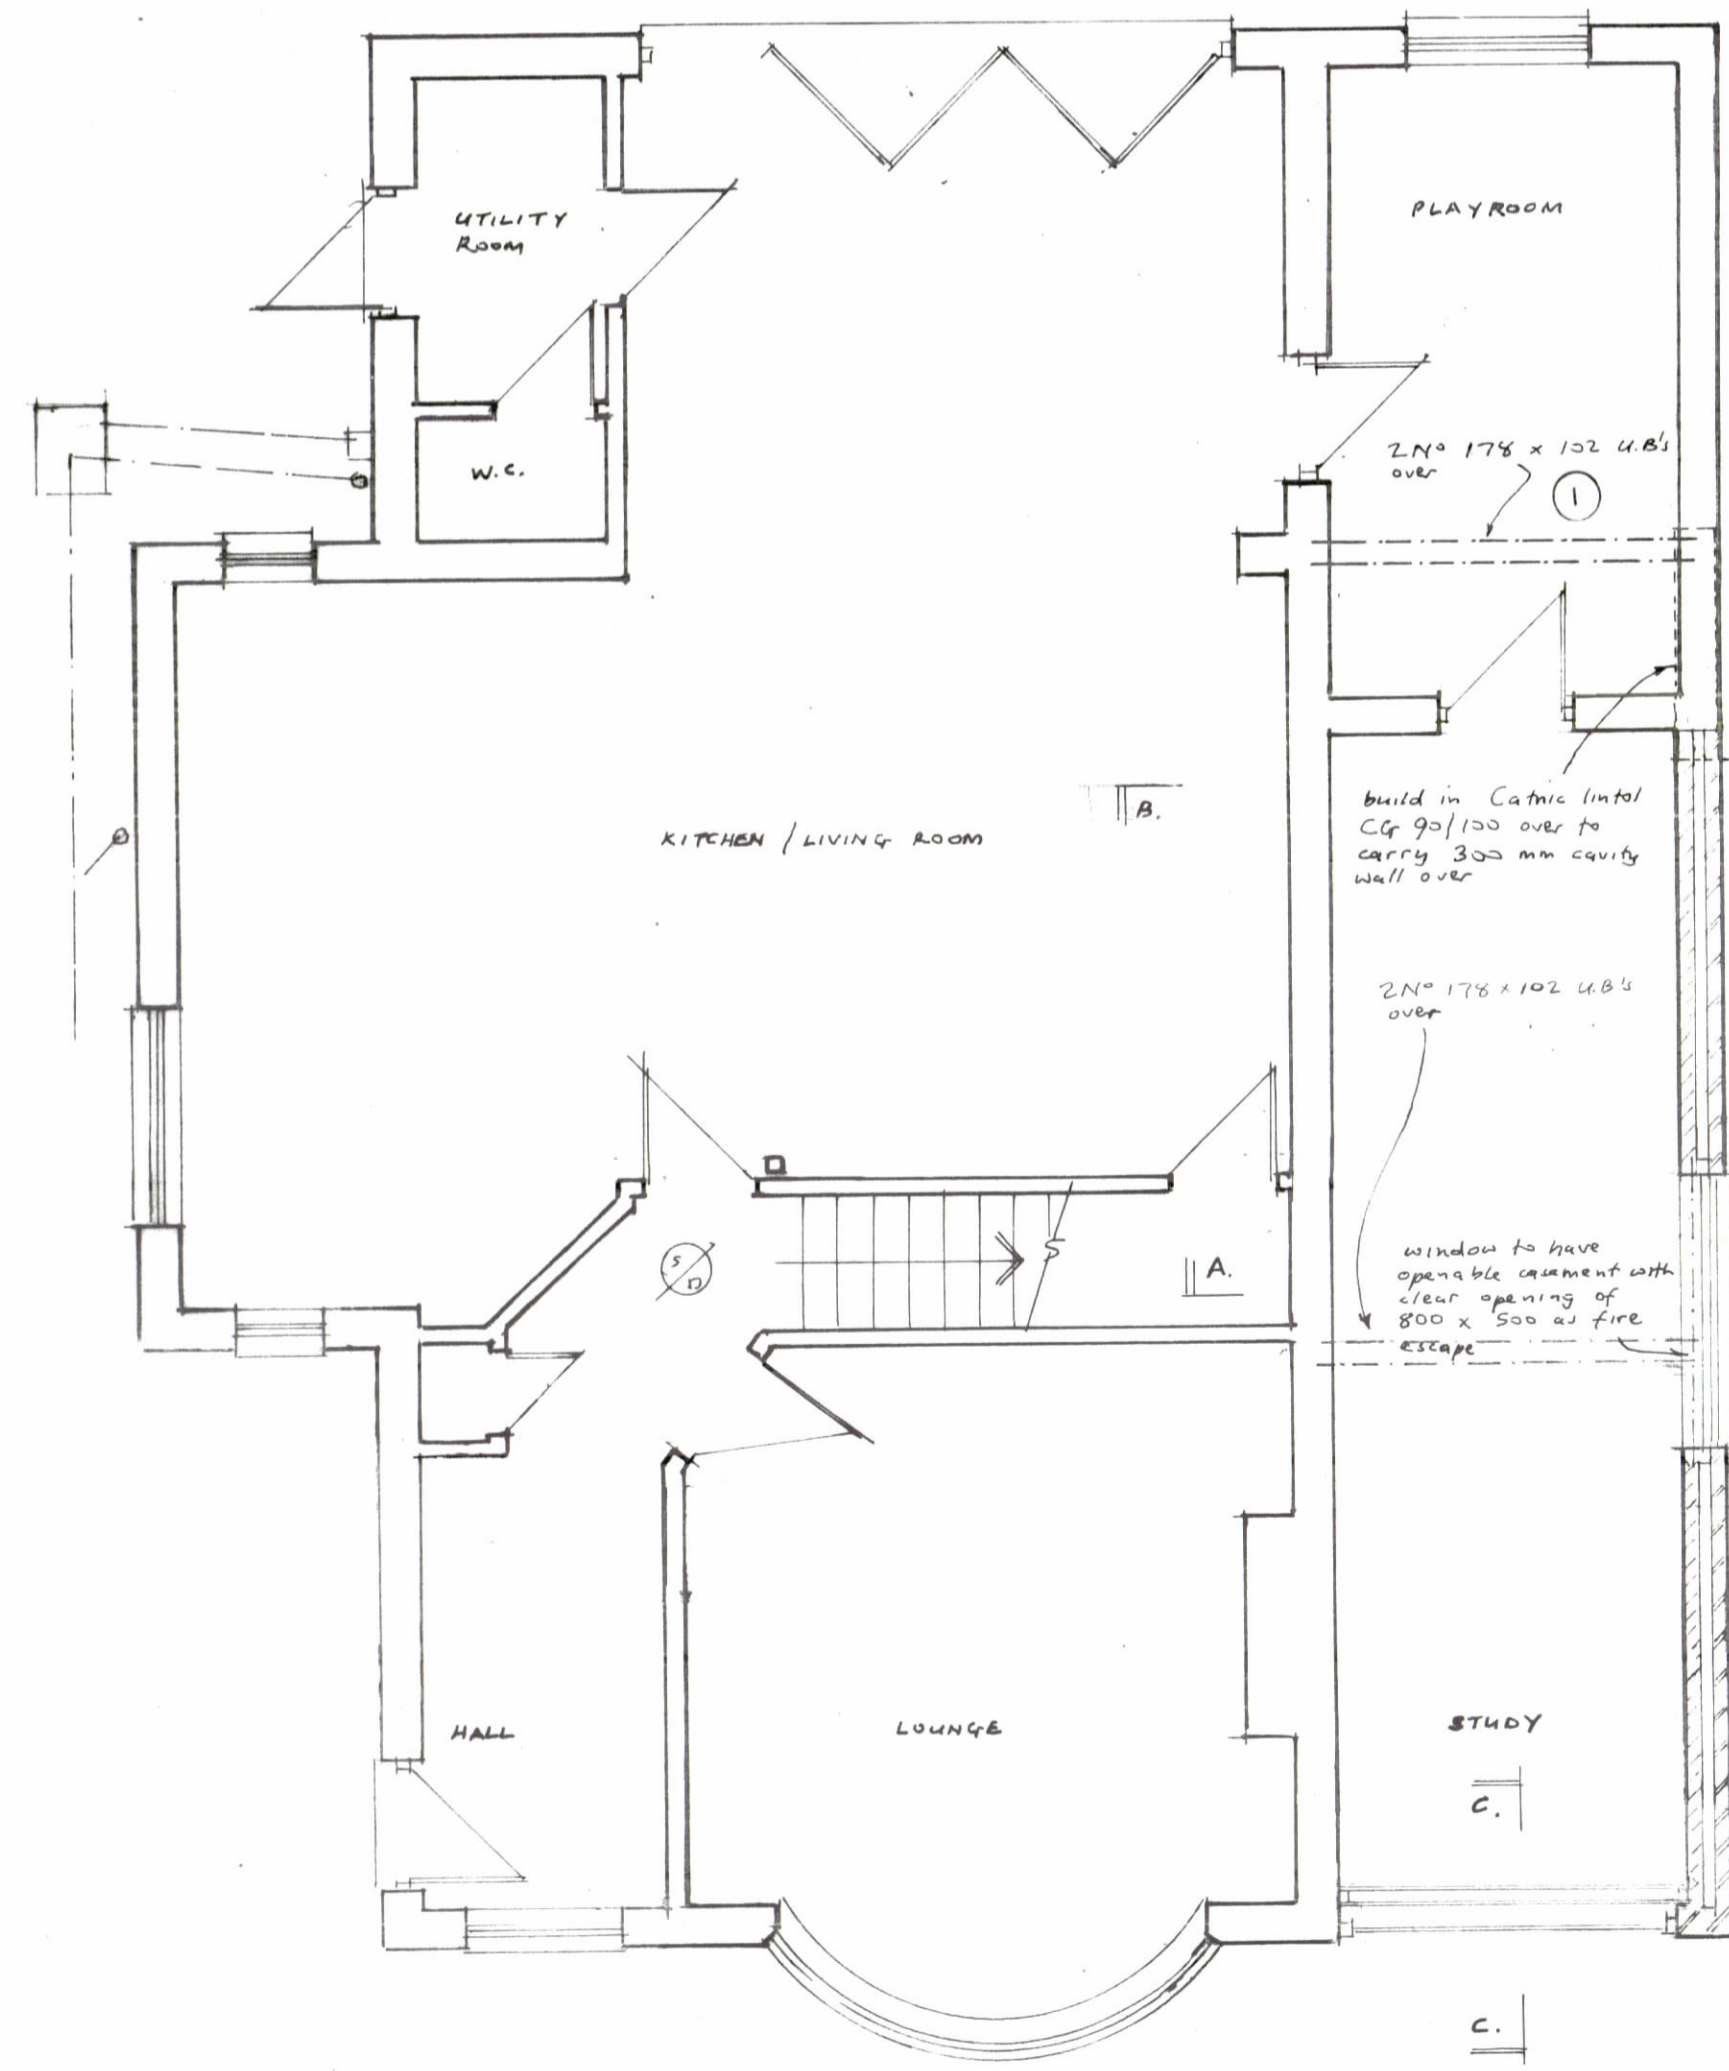 UTILITY
ROOM
PLAYROOM
2No 178 x 102 U.B's
over
1
W.C.
build in Catnic lintol
CG 90/100 over to
carry 300 mm cavity
wall over
B.
KITCHEN / LIVING ROOM
2No 178 x 102 U.B's
over
S
D
S
A.
window to have
openable casement with
clear opening of
800 x 500 as fire
escape
HALL
LOUNGE
STUDY
C.
C.